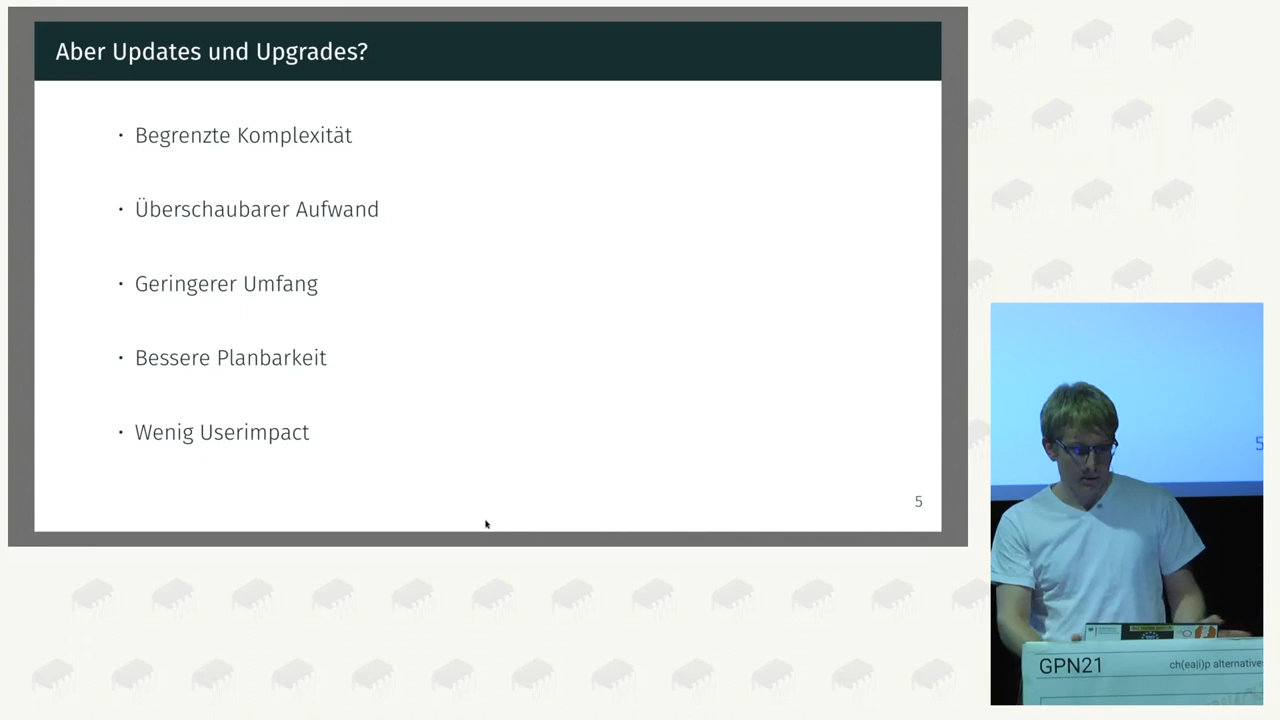 Aber Updates und Upgrades?
• Begrenzte Komplexität
• Überschaubarer Aufwand
• Geringerer Umfang
• Bessere Planbarkeit
• Wenig Userimpact
5
5
GPN21
ch(ea|i)p alternative